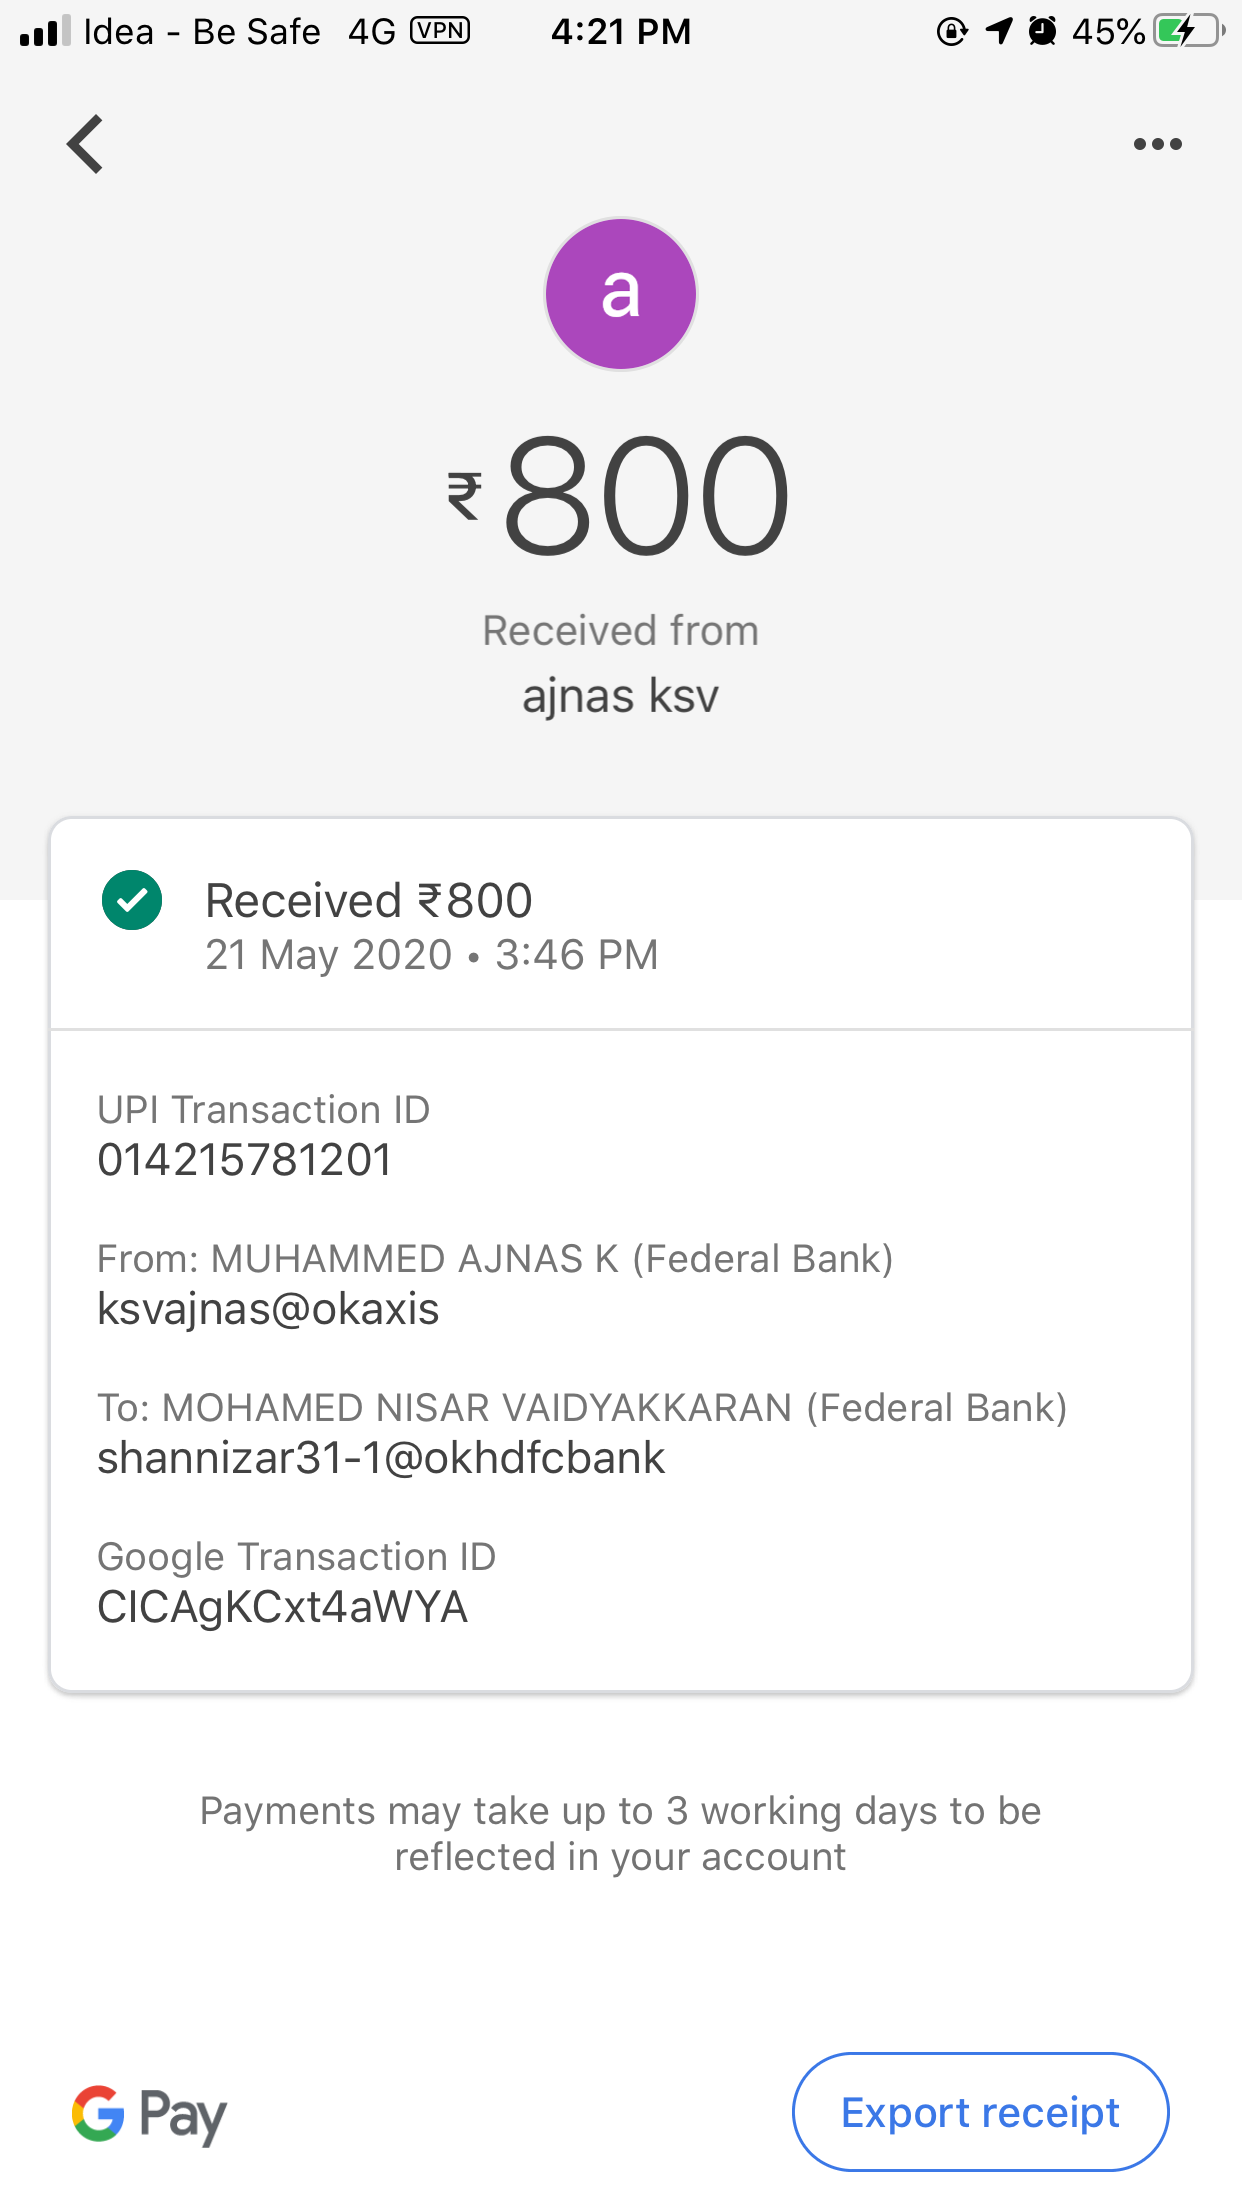 Idea - Be Safe 4G VPN 4:21 PM 45%
a
₹800
Received from
ajnas ksv
Received ₹800
21 May 2020 • 3:46 PM
UPI Transaction ID
014215781201
From: MUHAMMED AJNAS K (Federal Bank)
ksvajnas@okaxis
To: MOHAMED NISAR VAIDYAKKARAN (Federal Bank)
shannizar31-1@okhdfcbank
Google Transaction ID
CICAgKCxt4aWYA
Payments may take up to 3 working days to be
reflected in your account
G Pay
Export receipt